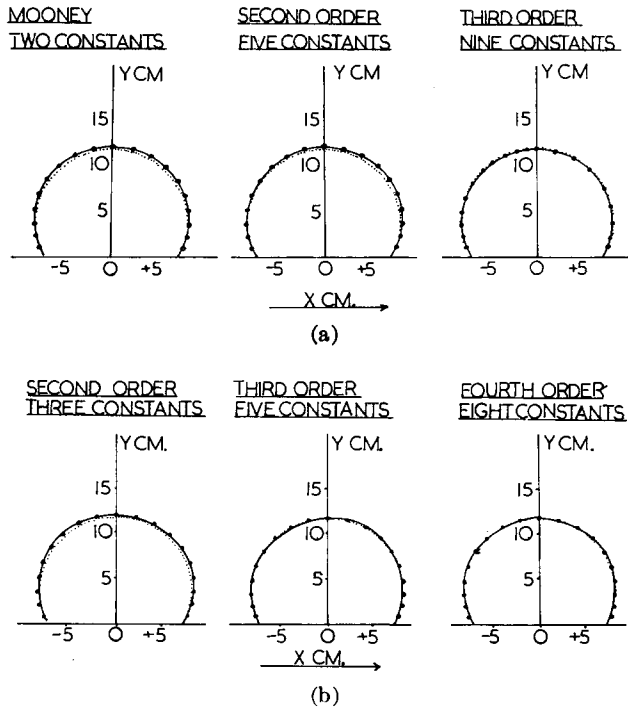 MOONEY
TWO CONSTANTS
SECOND ORDER
FIVE CONSTANTS
THIRD ORDER
NINE CONSTANTS
Y CM
Y CM
Y CM
15
15
15
10
10
10
5
5
5
-5 O +5
-5 O +5
-5 O +5
X CM.
(a)
SECOND ORDER
THREE CONSTANTS
THIRD ORDER
FIVE CONSTANTS
FOURTH ORDER
EIGHT CONSTANTS
Y CM.
Y CM.
Y CM.
15
15
15
10
10
10
5
5
5
-5 O +5
-5 O +5
-5 O +5
X CM.
(b)